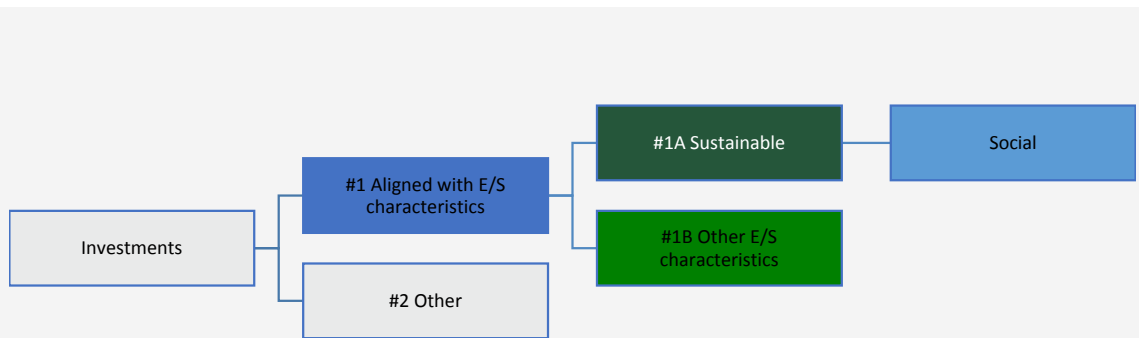 Investments
#1 Aligned with E/S
characteristics
#2 Other
#1A Sustainable
#1B Other E/S
characteristics
Social